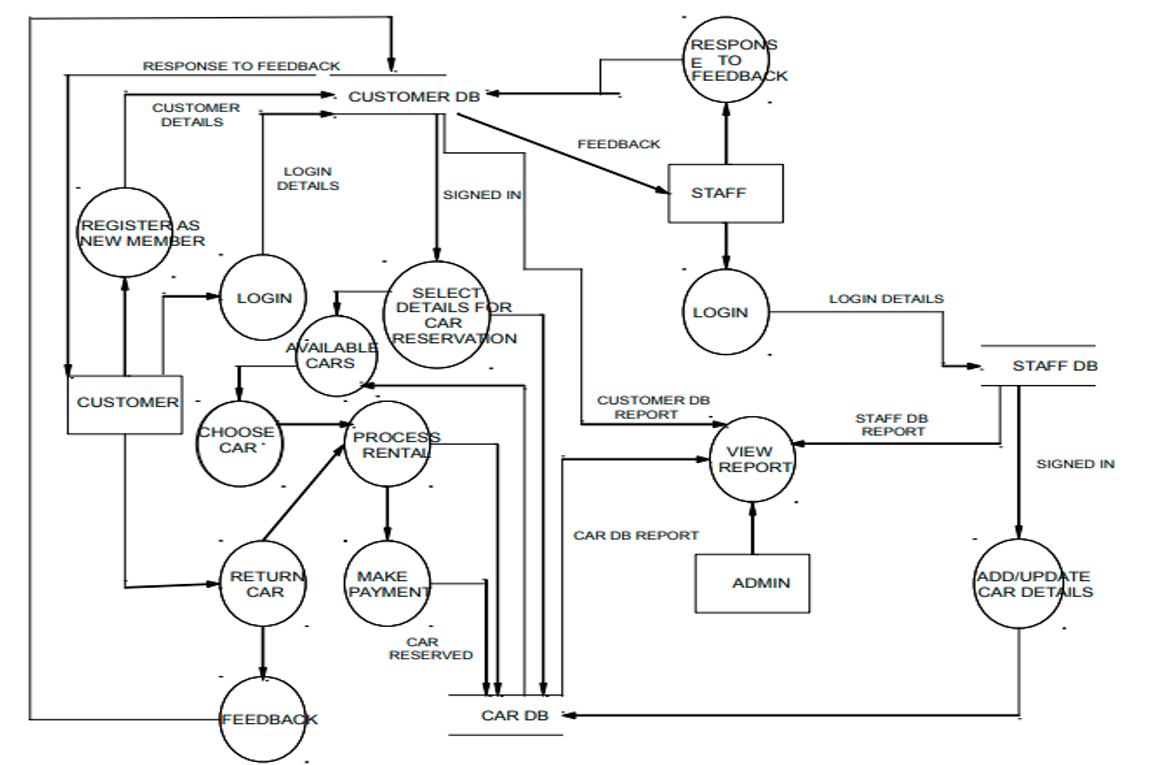 RESPONS
E TO
FEEDBACK
RESPONSE TO FEEDBACK
CUSTOMER DB
CUSTOMER
DETAILS
FEEDBACK
LOGIN
DETAILS
SIGNED IN
STAFF
REGISTER AS
NEW MEMBER
LOGIN
SELECT
DETAILS FOR
CAR
RESERVATION
LOGIN
LOGIN DETAILS
AVAILABLE
CARS
STAFF DB
CUSTOMER
CUSTOMER DB
REPORT
STAFF DB
REPORT
CHOOSE
CAR
PROCESS
RENTAL
VIEW
REPORT
SIGNED IN
CAR DB REPORT
RETURN
CAR
MAKE
PAYMENT
ADMIN
ADD/UPDATE
CAR DETAILS
CAR
RESERVED
FEEDBACK
CAR DB